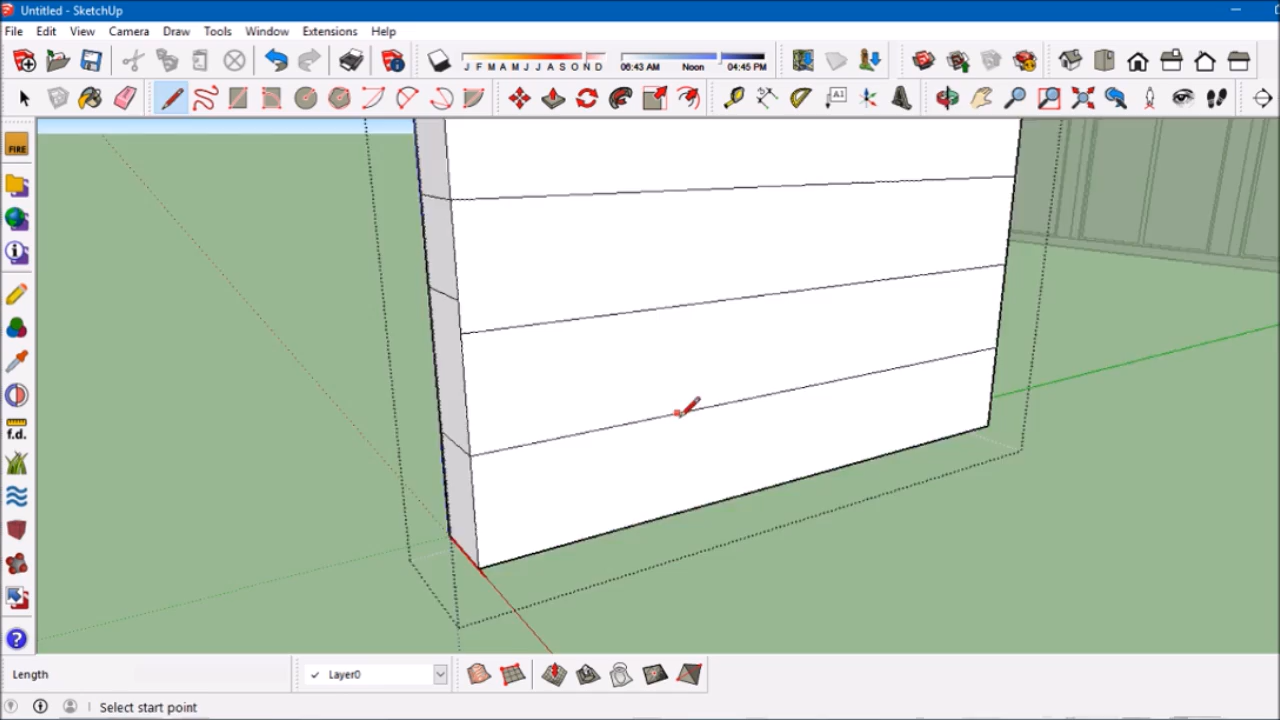 Untitled - SketchUp
File Edit View Camera Draw Tools Window Extensions Help
J F M A M J J A S O N D 06:43 AM Noon 04:45 PM
A1
FIRE
f.d.
Length Layer0
Select start point